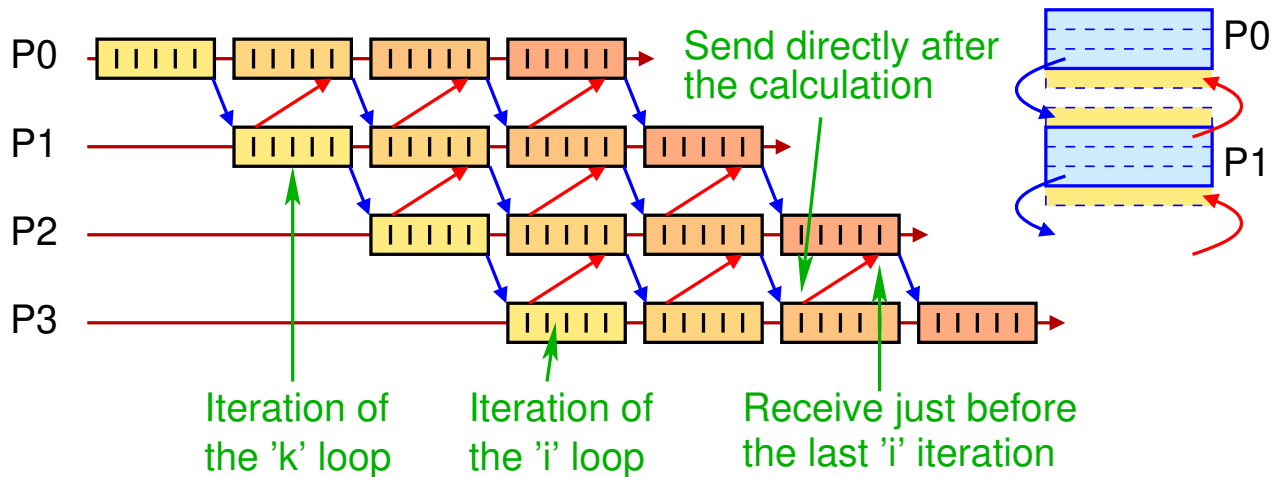 P0
P1
P2
P3
Send directly after
the calculation
P0
P1
Iteration of
the ’k’ loop
Iteration of
the ’i’ loop
Receive just before
the last ’i’ iteration